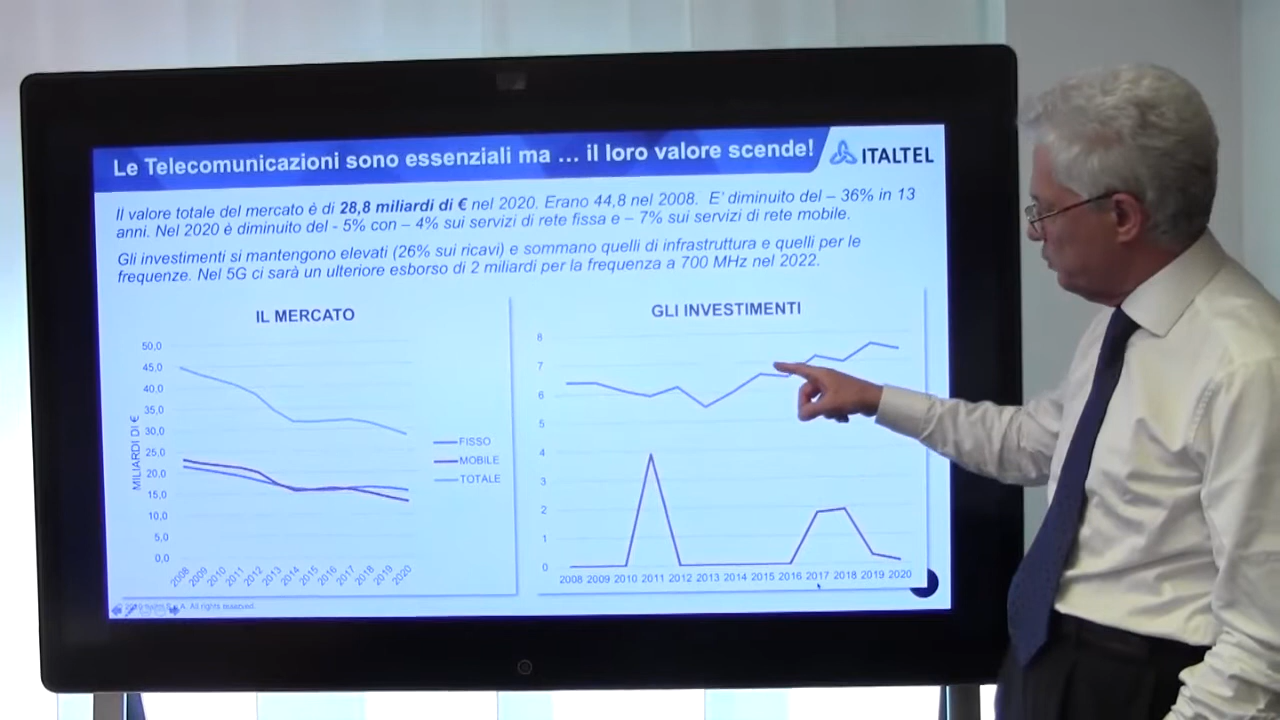 Le Telecomunicazioni sono essenziali ma ... il loro valore scende!
ITALTEL
Il valore totale del mercato è di 28,8 miliardi di € nel 2020. Erano 44,8 nel 2008. E' diminuito del – 36% in 13
anni. Nel 2020 è diminuito del - 5% con – 4% sui servizi di rete fissa e – 7% sui servizi di rete mobile.
Gli investimenti si mantengono elevati (26% sui ricavi) e sommano quelli di infrastruttura e quelli per le
frequenze. Nel 5G ci sarà un ulteriore esborso di 2 miliardi per la frequenza a 700 MHz nel 2022.
IL MERCATO
MILIARDI DI €
50,0
45,0
40,0
35,0
30,0
25,0
20,0
15,0
10,0
5,0
0,0
2008 2009 2010 2011 2012 2013 2014 2015 2016 2017 2018 2019 2020
FISSO
MOBILE
TOTALE
GLI INVESTIMENTI
8
7
6
5
4
3
2
1
0
2008 2009 2010 2011 2012 2013 2014 2015 2016 2017 2018 2019 2020
All rights reserved.